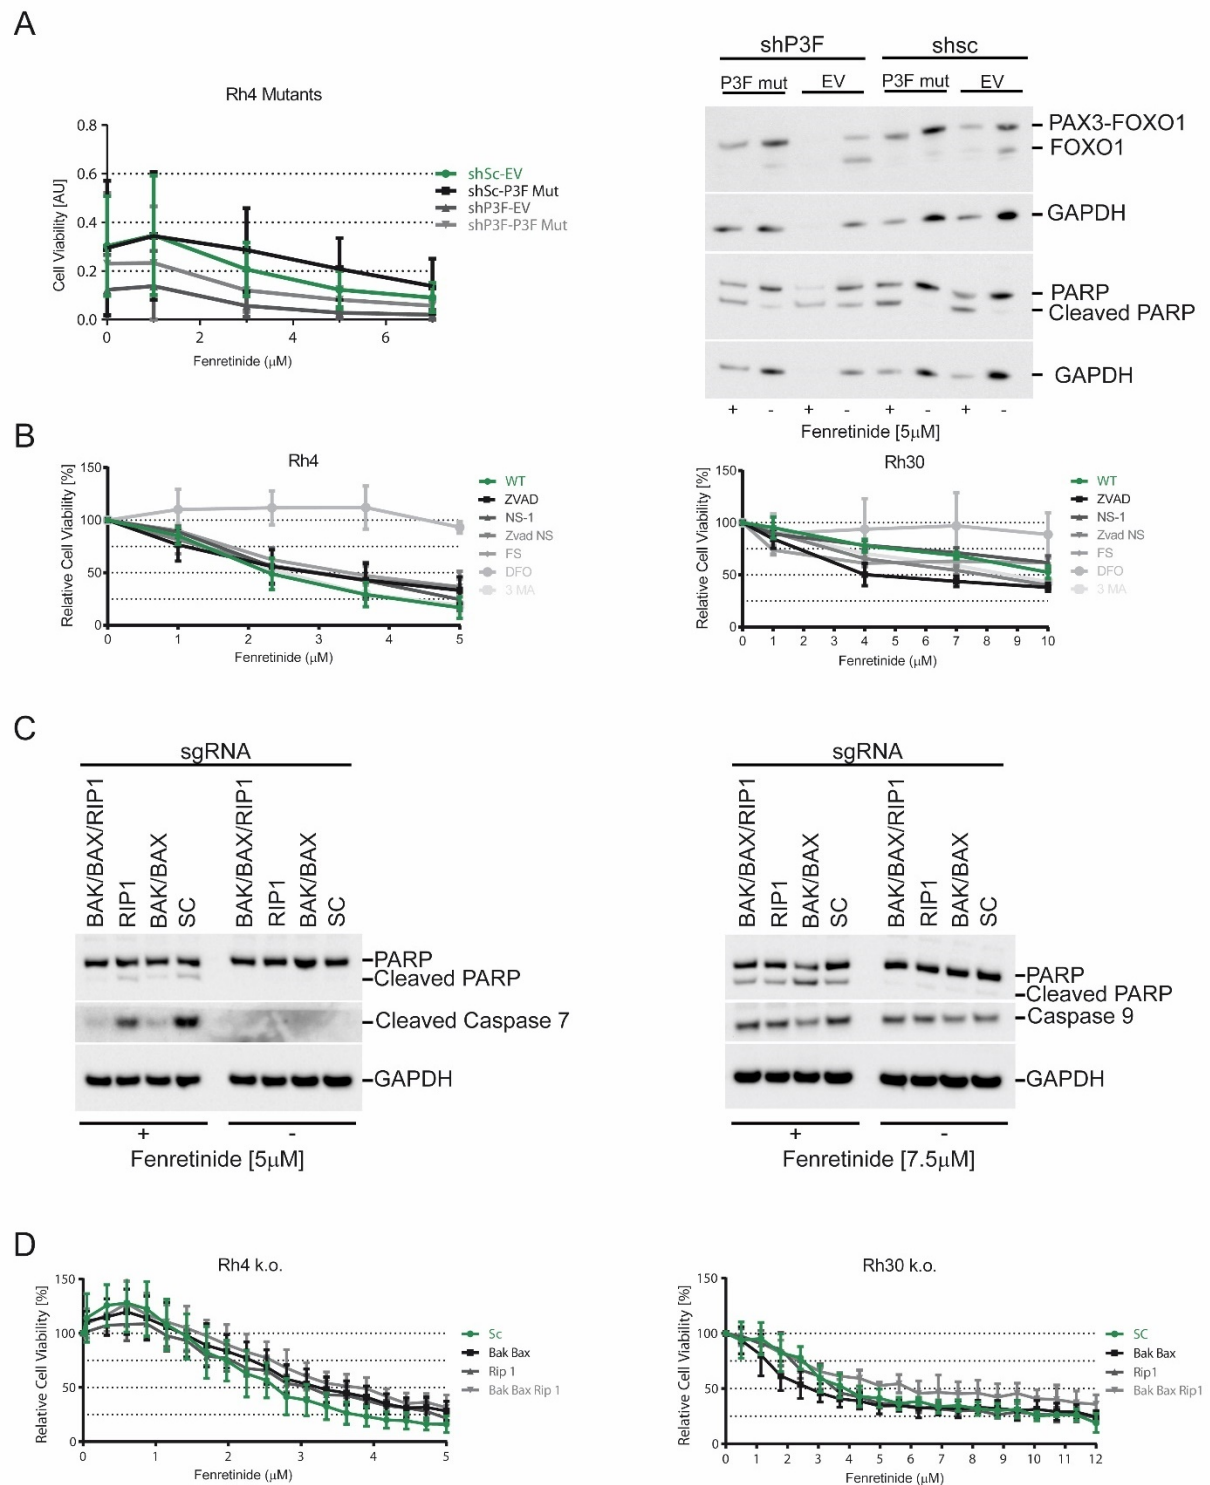 A
Rh4 Mutants
Cell Viability [AU]
0.8
0.6
0.4
0.2
0.0
0 2 4 6
Fenretinide (μM)
shSc-EV
shSc-P3F Mut
shP3F-EV
shP3F-P3F Mut
shP3F shsc
P3F mut EV P3F mut EV
PAX3-FOXO1
FOXO1
GAPDH
PARP
Cleaved PARP
GAPDH
+ - + - + - + -
Fenretinide [5μM]
B
Rh4
Relative Cell Viability [%]
150
100
50
0
0 1 2 3 4 5
Fenretinide (μM)
WT
ZVAD
NS-1
Zvad NS
FS
DFO
3 MA
Rh30
Relative Cell Viability [%]
150
100
50
0
0 1 2 3 4 5 6 7 8 9 10
Fenretinide (μM)
WT
ZVAD
NS-1
Zvad NS
FS
DFO
3 MA
C
sgRNA
BAK/BAX/RIP1
RIP1
BAK/BAX
SC
BAK/BAX/RIP1
RIP1
BAK/BAX
SC
PARP
Cleaved PARP
Cleaved Caspase 7
GAPDH
+ -
Fenretinide [5μM]
sgRNA
BAK/BAX/RIP1
RIP1
BAK/BAX
SC
BAK/BAX/RIP1
RIP1
BAK/BAX
SC
PARP
Cleaved PARP
Caspase 9
GAPDH
+ -
Fenretinide [7.5μM]
D
Rh4 k.o.
Relative Cell Viability [%]
150
100
50
0
0 1 2 3 4 5
Fenretinide (μM)
Sc
Bak Bax
Rip 1
Bak Bax Rip 1
Rh30 k.o.
Relative Cell Viability [%]
150
100
50
0
0 1 2 3 4 5 6 7 8 9 10 11 12
Fenretinide (μM)
SC
Bak Bax
Rip1
Bak Bax Rip1